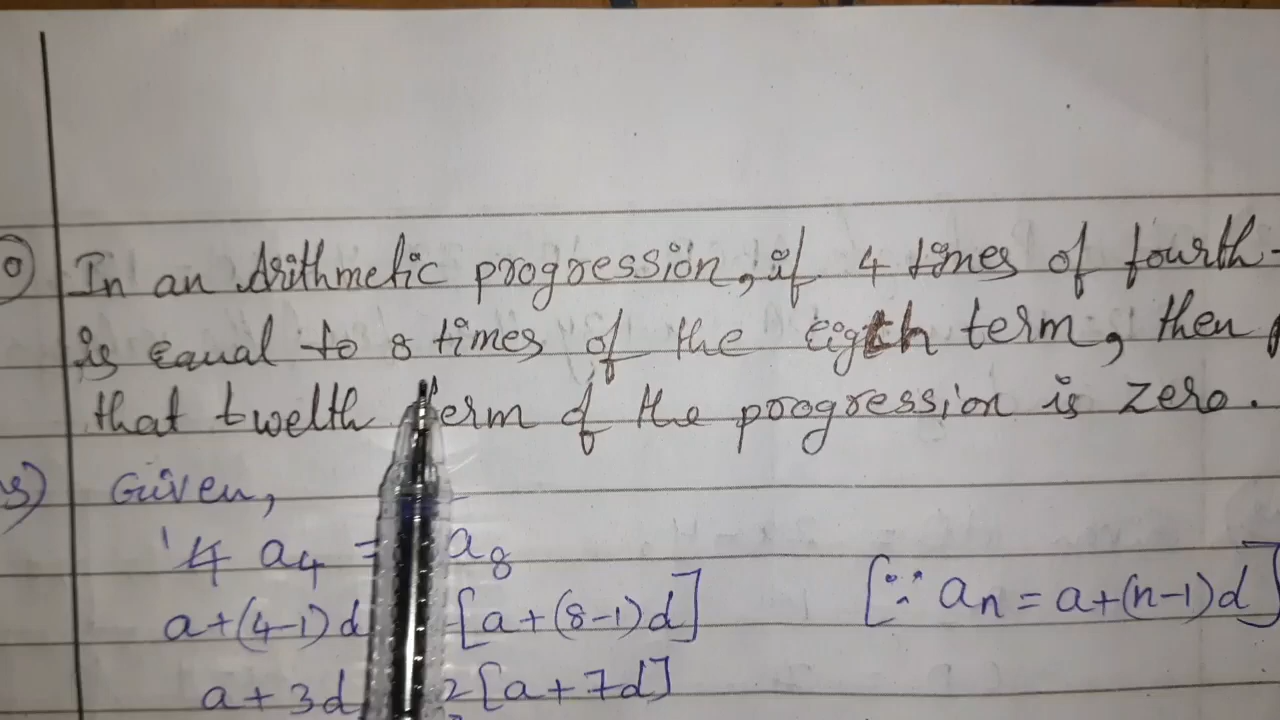 In an Arithmetic progression, if 4 times of fourth
is equal to 8 times of the eigth term, then
that twelth term of the progression is zero.
Given,
4 a4 = a8
a+(4-1)d [a+(8-1)d] [∵ an = a+(n-1)d]
a+3d 2[a+7d]